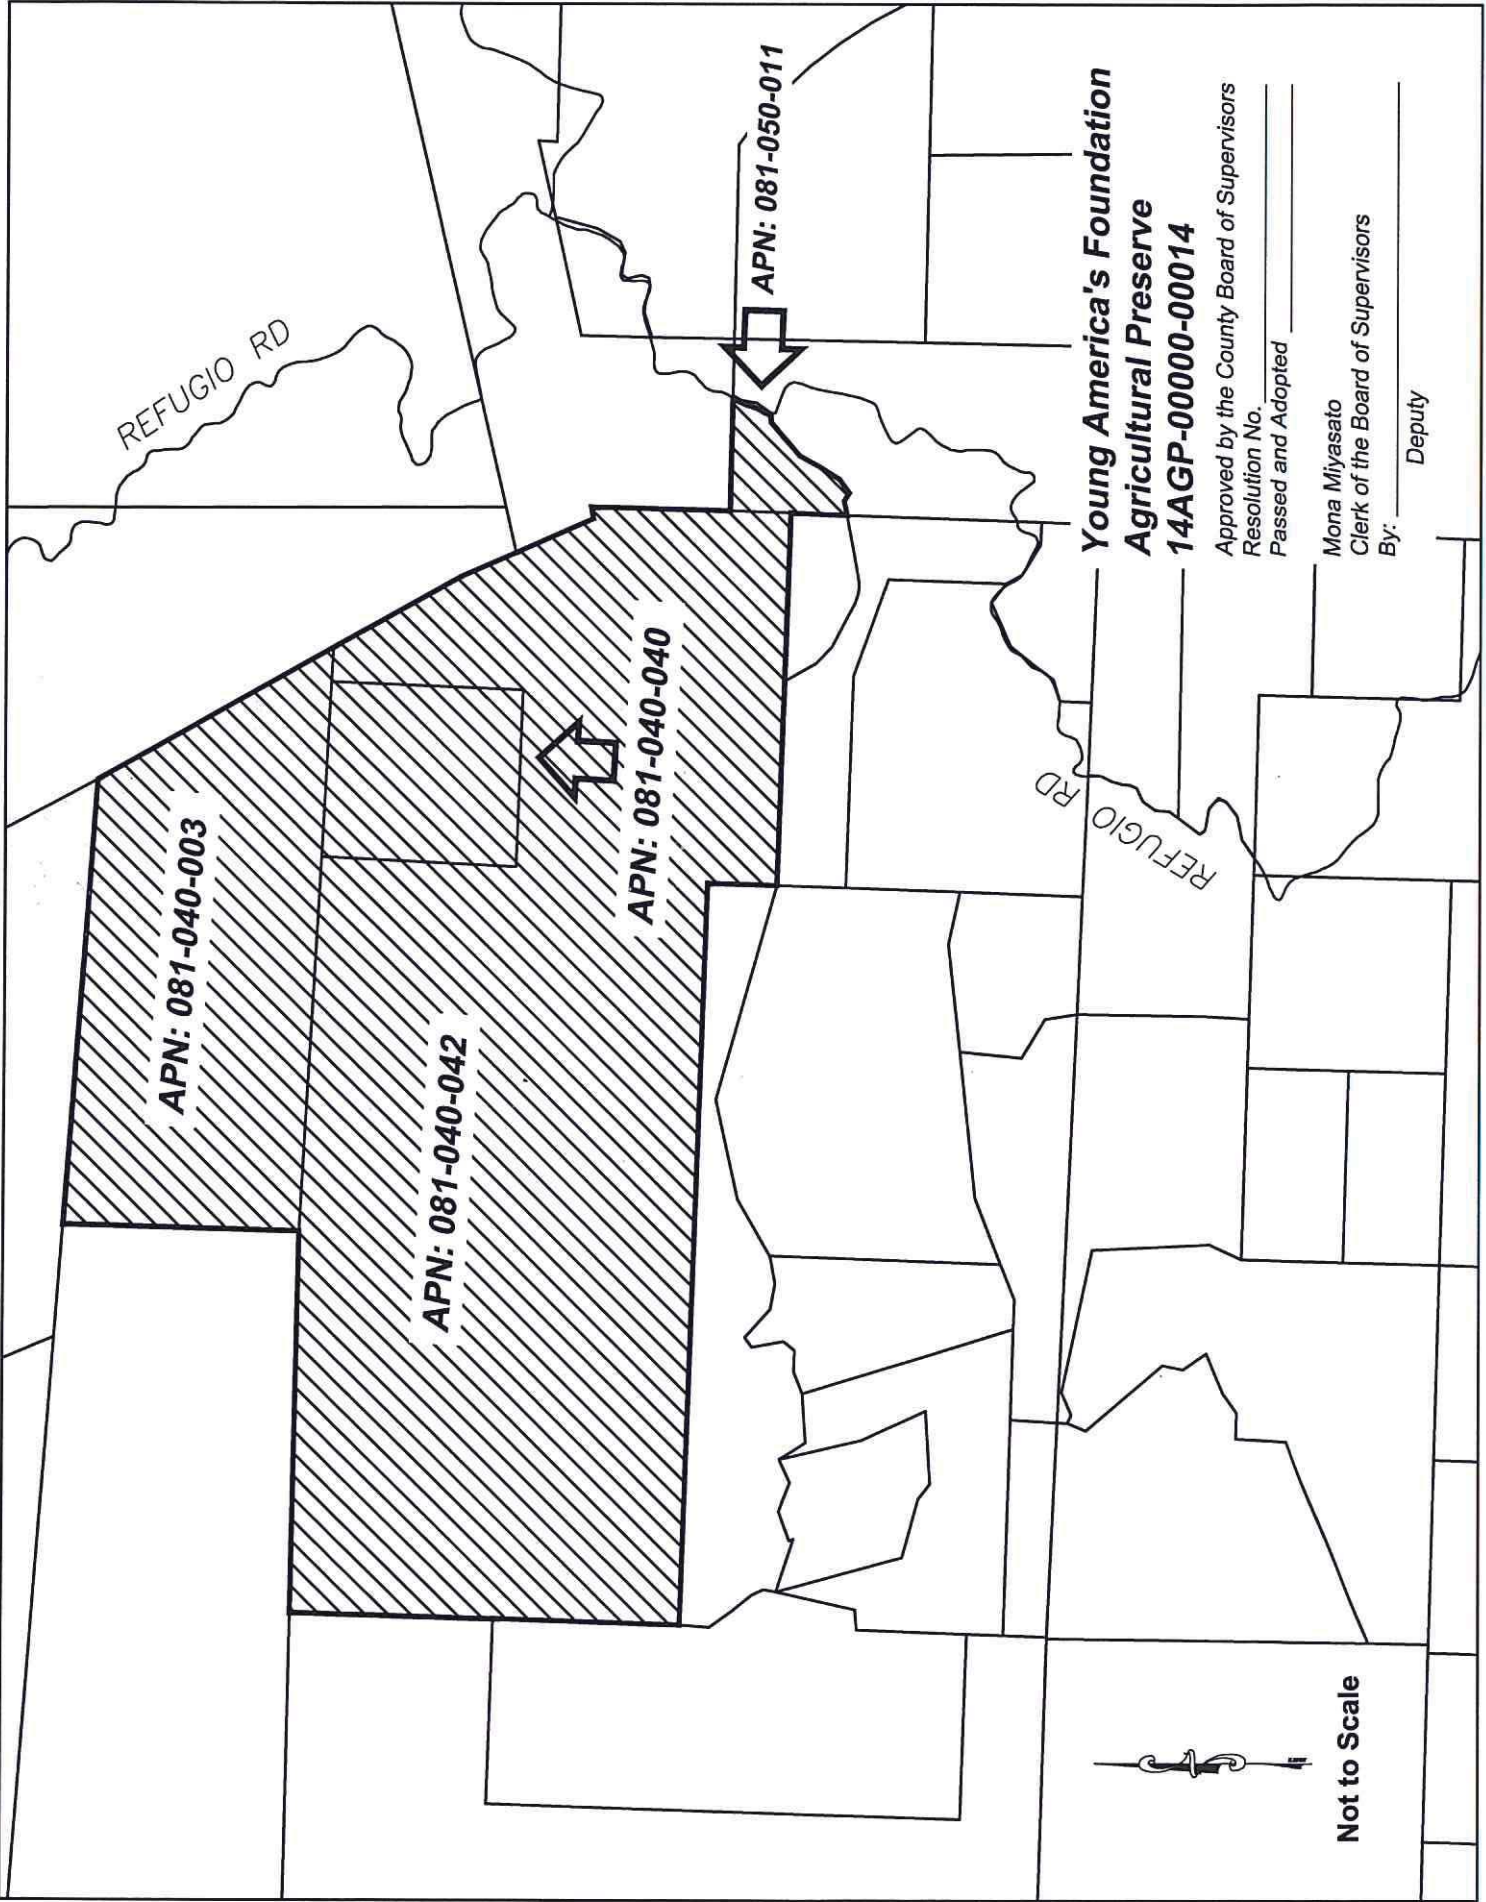 REFUGIO RD
APN: 081-040-003
APN: 081-040-042
APN: 081-040-040
APN: 081-050-011
REFUGIO RD
Not to Scale
Young America's Foundation
Agricultural Preserve
14AGP-00000-00014
Approved by the County Board of Supervisors
Resolution No.
Passed and Adopted
Mona Miyasato
Clerk of the Board of Supervisors
By:
Deputy